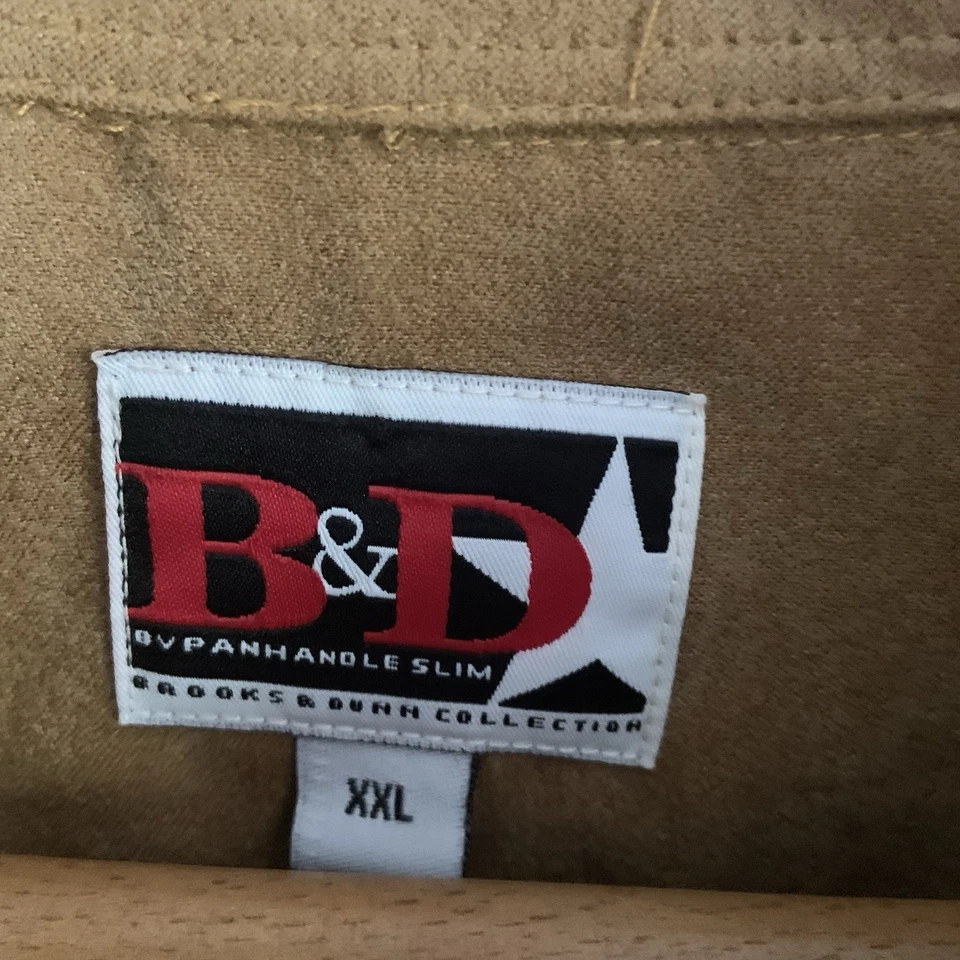 B&D
BY PANHANDLE SLIM
BROOKS & DUNN COLLECTION
XXL